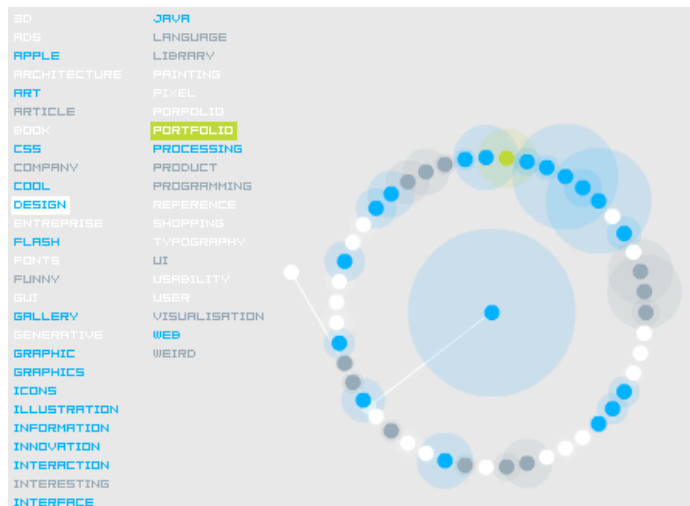 3D
ADS
APPLE
ARCHITECTURE
ART
ARTICLE
BOOK
CSS
COMPANY
COOL
DESIGN
ENTREPRISE
FLASH
FONTS
FUNNY
GUI
GALLERY
GENERATIVE
GRAPHIC
GRAPHICS
ICONS
ILLUSTRATION
INFORMATION
INNOVATION
INTERACTION
INTERESTING
INTERFACE
JAVA
LANGUAGE
LIBRARY
PAINTING
PIXEL
PORFOLIO
PORTFOLIO
PROCESSING
PRODUCT
PROGRAMMING
REFERENCE
SHOPPING
TYPOGRAPHY
UI
USABILITY
USER
VISUALISATION
WEB
WEIRD